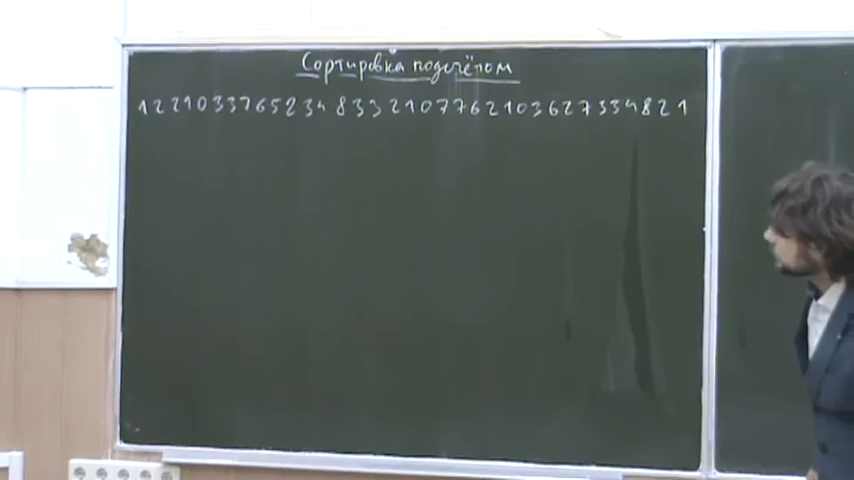 Сортировка подсчётом
1 2 2 1 0 3 3 7 6 5 2 3 4 8 3 3 2 1 0 7 7 6 2 1 0 3 6 2 7 3 3 4 8 2 1